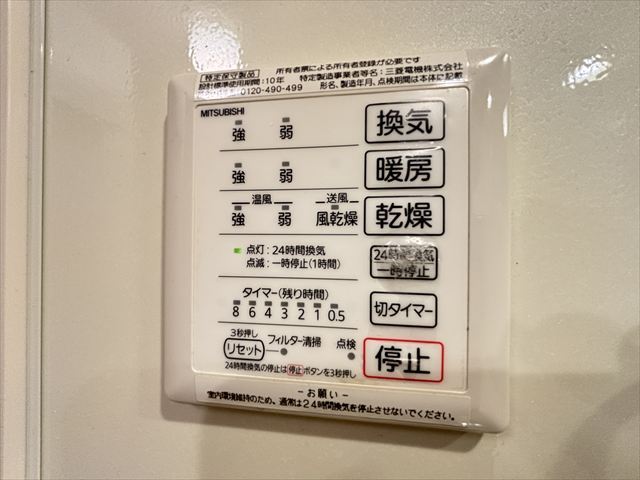 所有者票による所有者登録が必要です
特定保守製品 特定製造事業者等名：三菱電機株式会社
設計標準使用期間：10年 形名、製造年月、点検期間は本体に記載
0120-490-499
MITSUBISHI
強 弱 換気
強 弱 暖房
温風 送風
強 弱 風乾燥 乾燥
点灯：24時間換気
点滅：一時停止(1時間)
24時間換気
一時停止
タイマー(残り時間)
8 6 4 3 2 1 0.5
切タイマー
3秒押し
リセット フィルター清掃 点検
停止
24時間換気の停止は停止ボタンを3秒押し
－お願い－
室内環境維持のため、通常は24時間換気を停止させないでください。